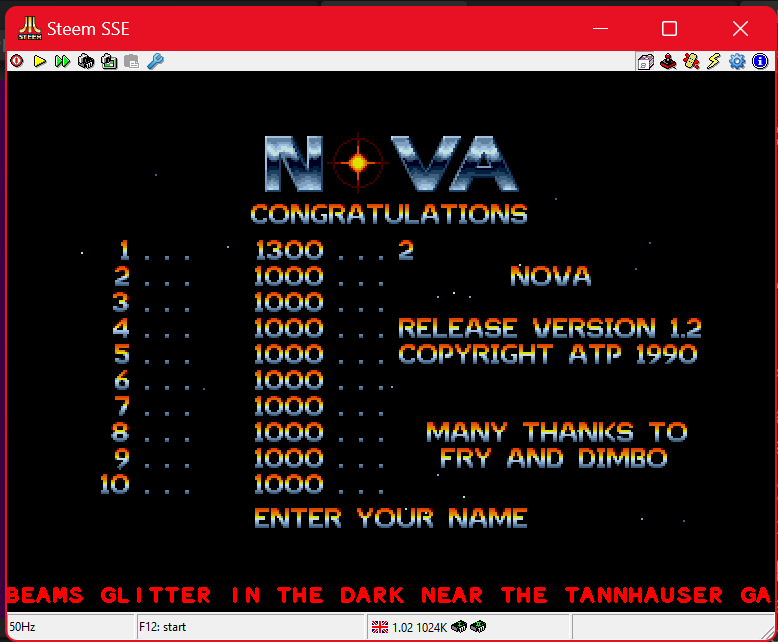 STEEM
Steem SSE
NOVA
CONGRATULATIONS
1 . . . 1300 . . . 2
2 . . . 1000 . . . NOVA
3 . . . 1000 . . .
4 . . . 1000 . . . RELEASE VERSION 1.2
5 . . . 1000 . . . COPYRIGHT ATP 1990
6 . . . 1000 . . .
7 . . . 1000 . . .
8 . . . 1000 . . . MANY THANKS TO
9 . . . 1000 . . . FRY AND DIMBO
10 . . . 1000 . . .
ENTER YOUR NAME
BEAMS GLITTER IN THE DARK NEAR THE TANNHAUSER GA
50Hz F12: start 1.02 1024K